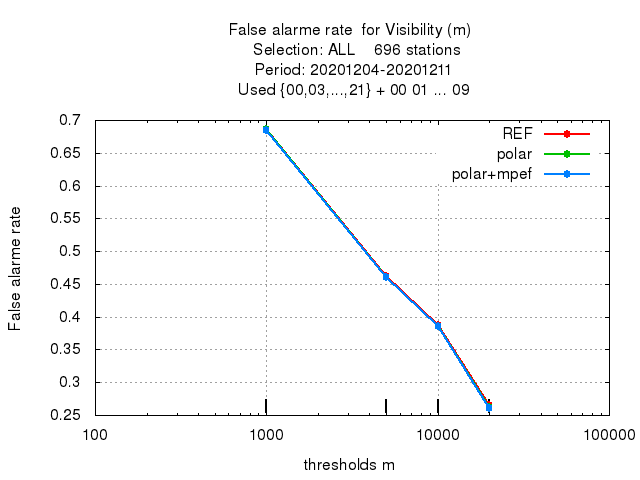 False alarme rate  for Visibility (m)
Selection: ALL    696 stations
Period: 20201204-20201211
Used {00,03,...,21} + 00 01 ... 09
REF
polar
polar+mpef
0.7
0.65
0.6
0.55
0.5
0.45
0.4
0.35
0.3
0.25
False alarme rate
100
1000
10000
100000
thresholds m